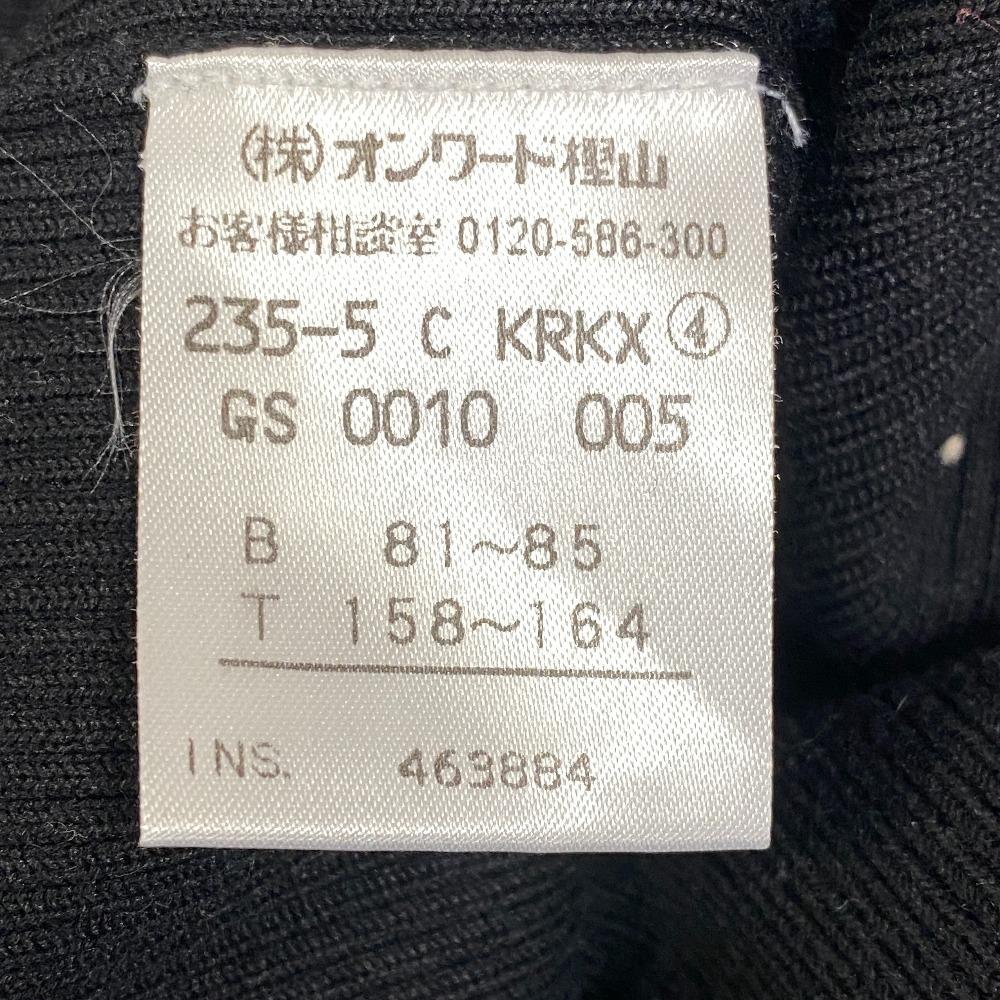 (株)オンワード樫山
お客様相談室 0120-586-300
235-5 C KRKX ④
GS 0010 005
B 81~85
T 158~164
INS. 463884